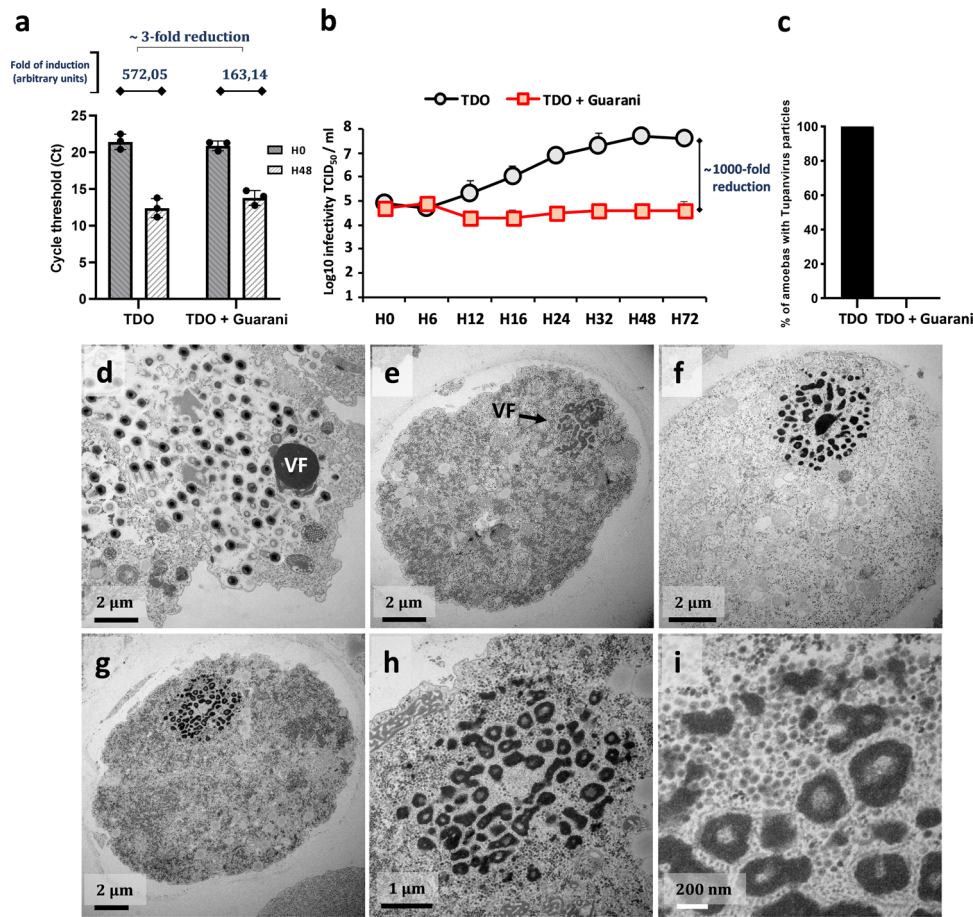 a
~ 3-fold reduction
Fold of induction
(arbitrary units)
572,05
163,14
25
20
15
10
5
0
Cycle threshold (Ct)
H0
H48
TDO
TDO + Guarani
b
TDO
TDO + Guarani
8
7
6
5
4
3
2
1
Log10 infectivity TCID50 / ml
~1000-fold
reduction
H0 H6 H12 H16 H24 H32 H48 H72
c
100
80
60
40
20
0
% of amoebas with Tupanvirus particles
TDO TDO + Guarani
d
VF
2 µm
e
VF
2 µm
f
2 µm
g
2 µm
h
1 µm
i
200 nm